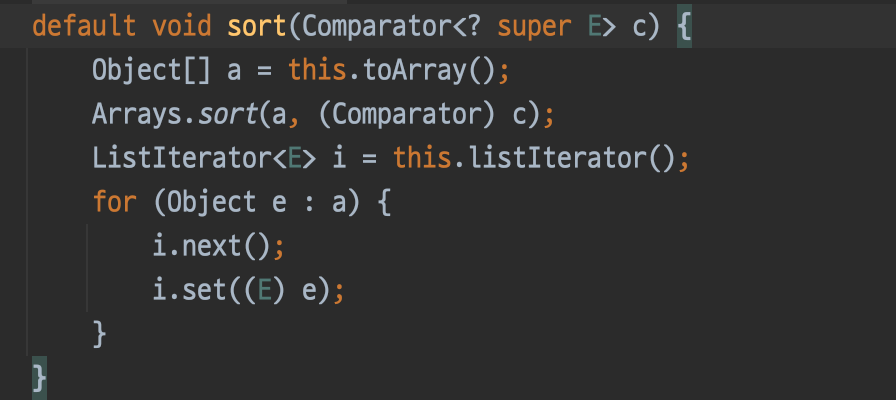 default void sort(Comparator<? super E> c) {
    Object[] a = this.toArray();
    Arrays.sort(a, (Comparator) c);
    ListIterator<E> i = this.listIterator();
    for (Object e : a) {
        i.next();
        i.set((E) e);
    }
}